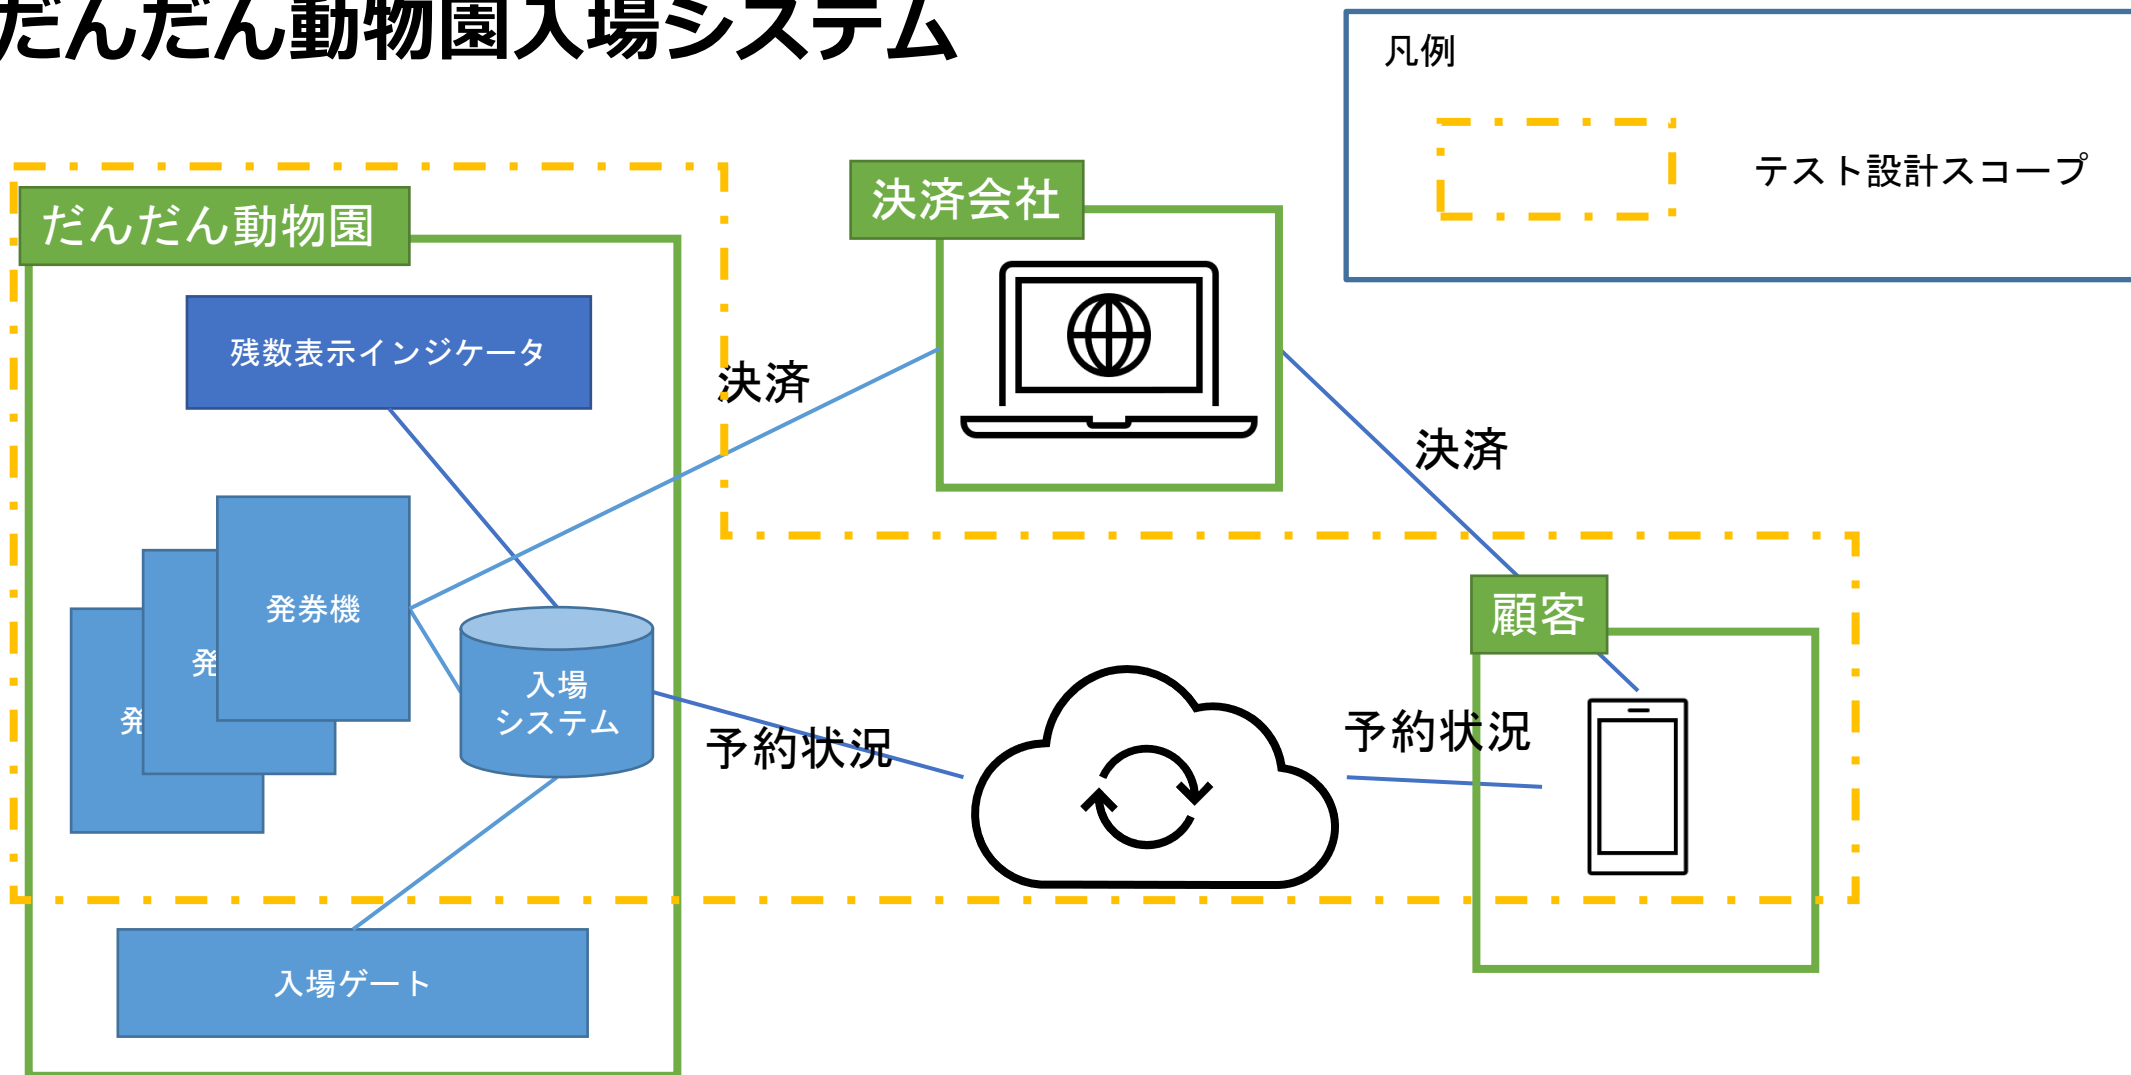 だんだん動物園入場システム
凡例
テスト設計スコープ
だんだん動物園
決済会社
残数表示インジケータ
決済
決済
発券機
発
発
入場
システム
顧客
予約状況
予約状況
入場ゲート